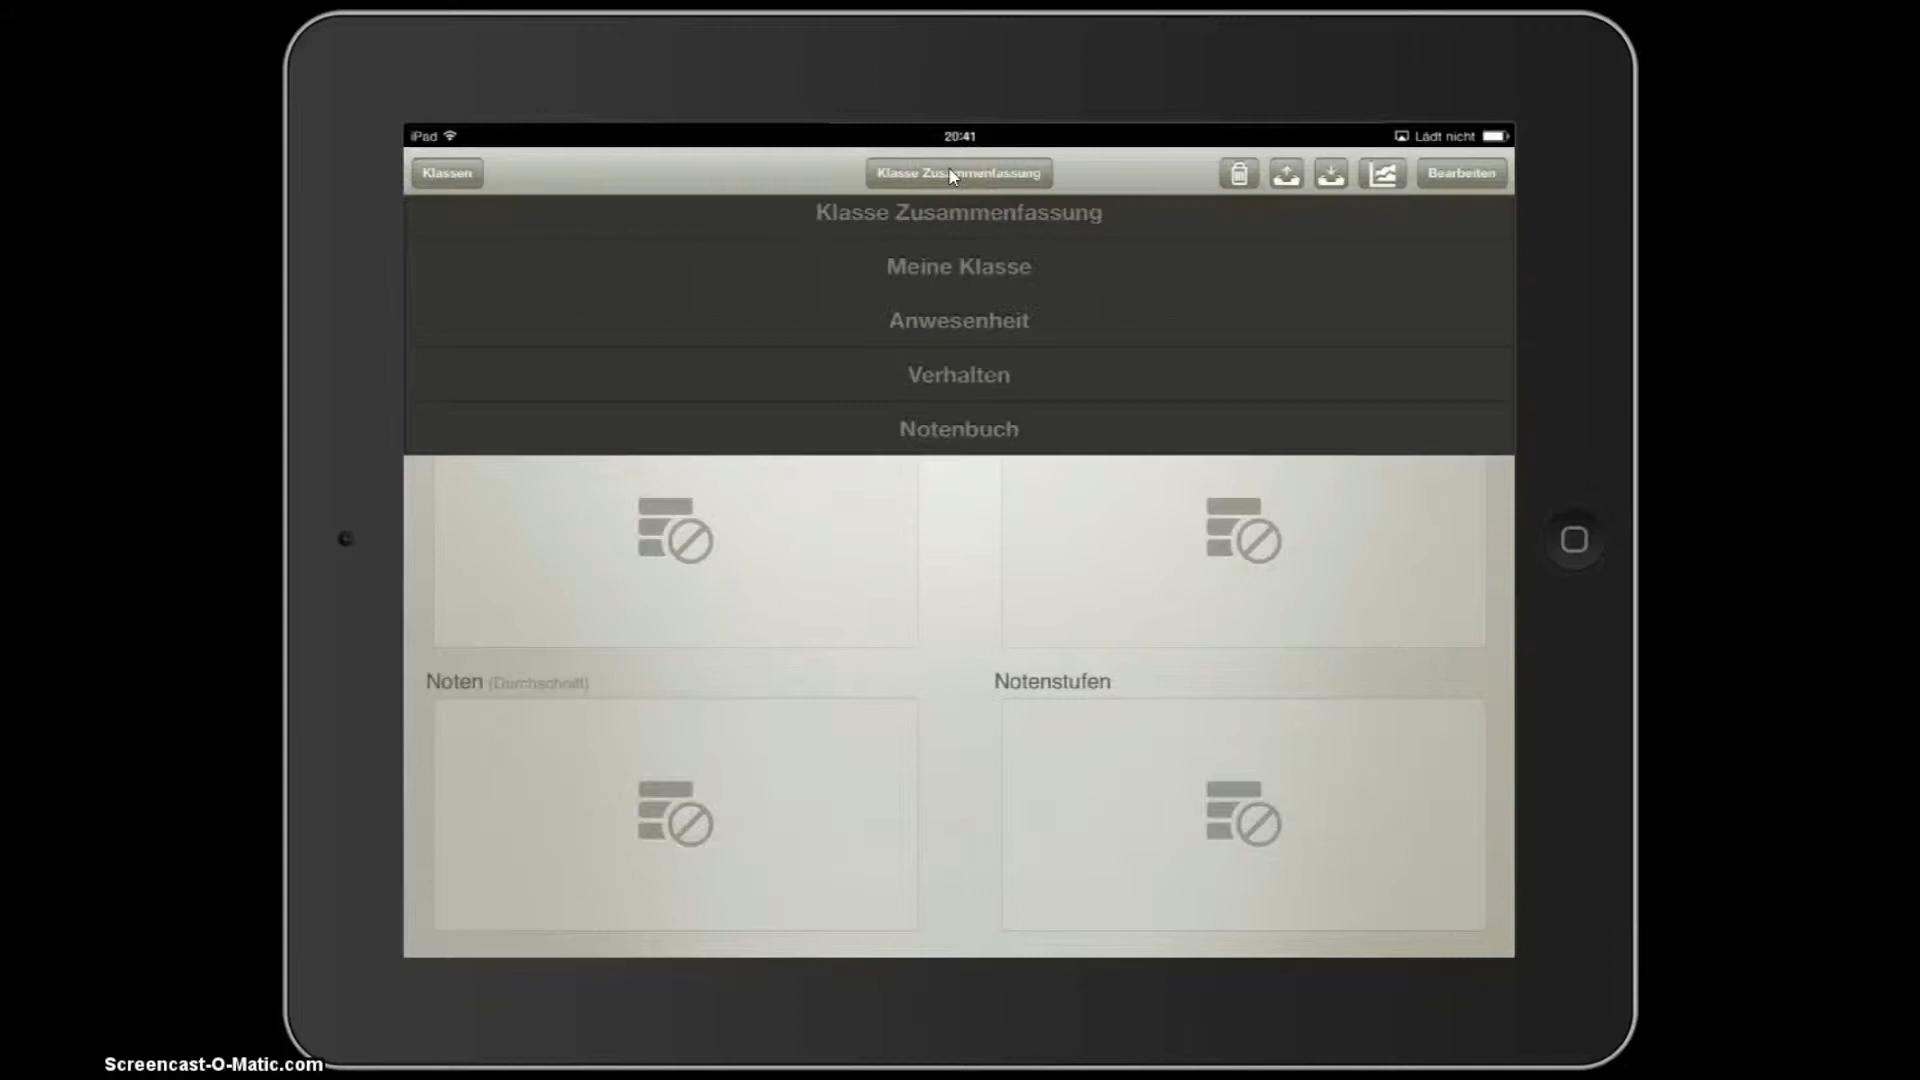 iPad
20:41
Lädt nicht
Klassen
Klasse Zusammenfassung
Bearbeiten
Klasse Zusammenfassung
Meine Klasse
Anwesenheit
Verhalten
Notenbuch
Noten (Durchschnitt)
Notenstufen
Screencast-O-Matic.com